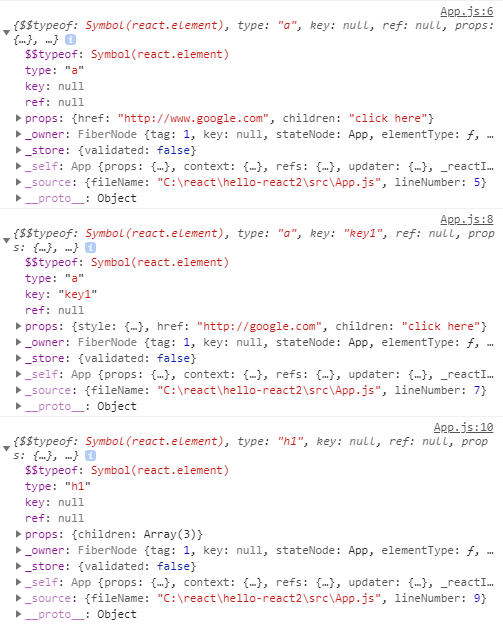 App.js:6
{$$typeof: Symbol(react.element), type: "a", key: null, ref: null, props:
{…}, …} i
$$typeof: Symbol(react.element)
type: "a"
key: null
ref: null
props: {href: "http://www.google.com", children: "click here"}
_owner: FiberNode {tag: 1, key: null, stateNode: App, elementType: ƒ, …
_store: {validated: false}
_self: App {props: {…}, context: {…}, refs: {…}, updater: {…}, _reactI…
_source: {fileName: "C:\react\hello-react2\src\App.js", lineNumber: 5}
__proto__: Object
App.js:8
{$$typeof: Symbol(react.element), type: "a", key: "key1", ref: null, prop
s: {…}, …} i
$$typeof: Symbol(react.element)
type: "a"
key: "key1"
ref: null
props: {style: {…}, href: "http://google.com", children: "click here"}
_owner: FiberNode {tag: 1, key: null, stateNode: App, elementType: ƒ, …
_store: {validated: false}
_self: App {props: {…}, context: {…}, refs: {…}, updater: {…}, _reactI…
_source: {fileName: "C:\react\hello-react2\src\App.js", lineNumber: 7}
__proto__: Object
App.js:10
{$$typeof: Symbol(react.element), type: "h1", key: null, ref: null, prop
s: {…}, …} i
$$typeof: Symbol(react.element)
type: "h1"
key: null
ref: null
props: {children: Array(3)}
_owner: FiberNode {tag: 1, key: null, stateNode: App, elementType: ƒ, …
_store: {validated: false}
_self: App {props: {…}, context: {…}, refs: {…}, updater: {…}, _reactI…
_source: {fileName: "C:\react\hello-react2\src\App.js", lineNumber: 9}
__proto__: Object